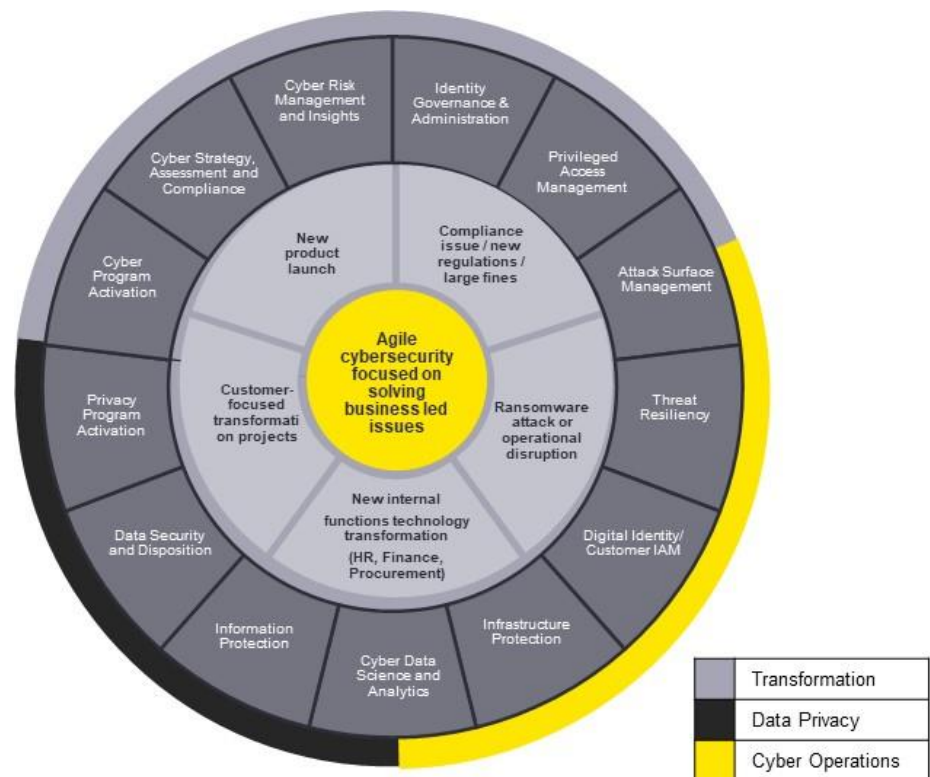 Cyber Risk
Management
and Insights
Identity
Governance &
Administration
Privileged
Access
Management
Attack Surface
Management
Threat
Resiliency
Digital Identity/
Customer IAM
Infrastructure
Protection
Cyber Data
Science and
Analytics
Information
Protection
Data Security
and Disposition
Privacy
Program
Activation
Cyber
Program
Activation
Cyber Strategy,
Assessment and
Compliance
New
product
launch
Compliance
issue / new
regulations /
large fines
Ransomware
attack or
operational
disruption
New internal
functions technology
transformation
(HR, Finance,
Procurement)
Customer-
focused
transformati
on projects
Agile
cybersecurity
focused on
solving
business led
issues
Transformation
Data Privacy
Cyber Operations